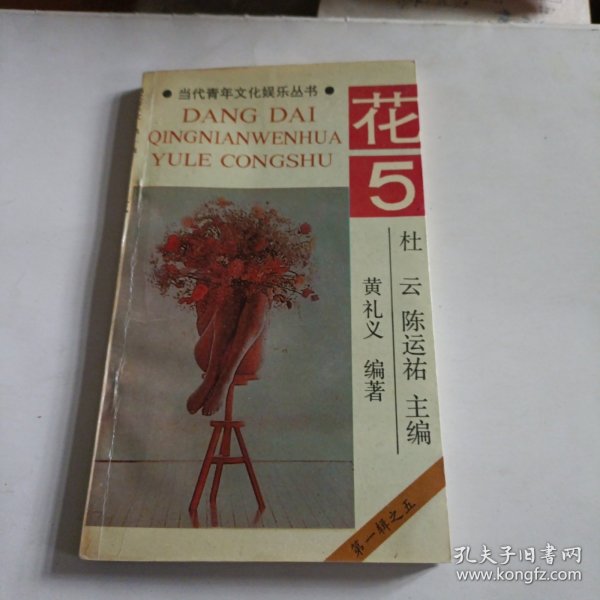 ● 当代青年文化娱乐丛书 ●
DANG DAI
QINGNIANWENHUA
YULE CONGSHU
花
5
杜云 陈运祐 主编
黄礼义 编著
第一辑之五
孔夫子旧书网
www.kongfz.com